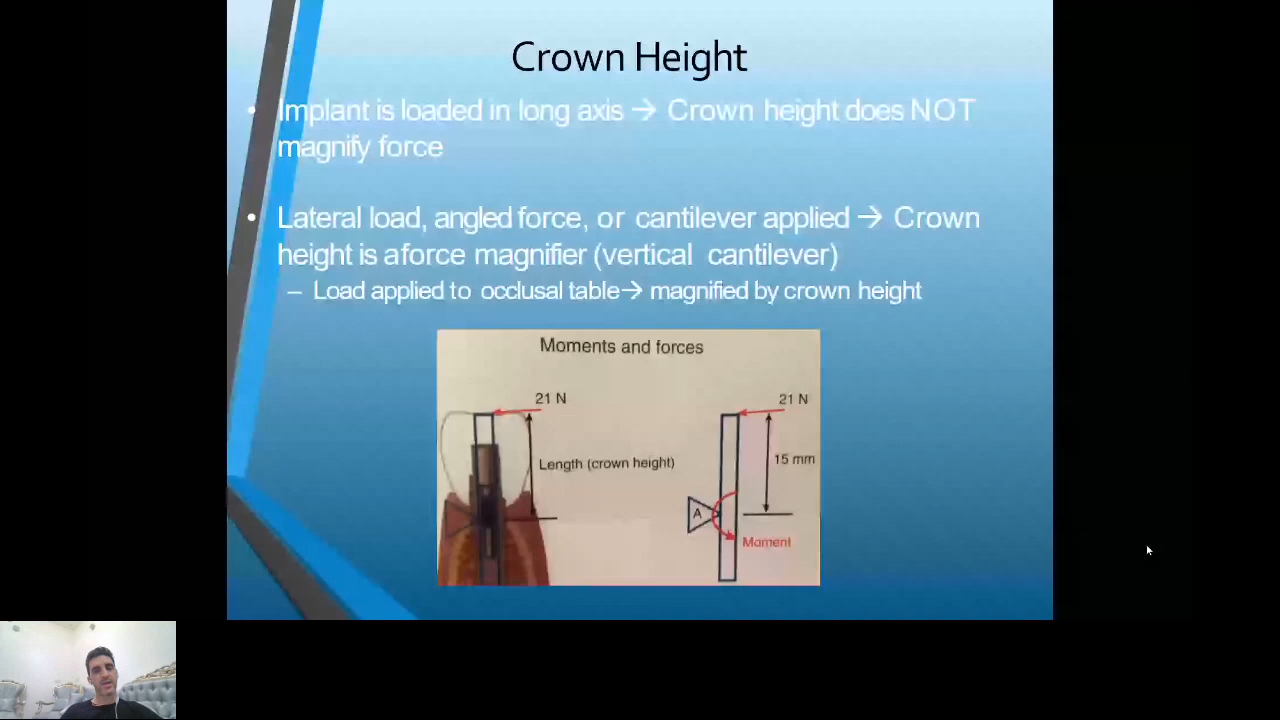 Crown Height
• Implant is loaded in long axis → Crown height does NOT
magnify force
• Lateral load, angled force, or cantilever applied → Crown
height is aforce magnifier (vertical cantilever)
– Load applied to occlusal table→ magnified by crown height
Moments and forces
21 N
21 N
Length (crown height)
15 mm
A
Moment